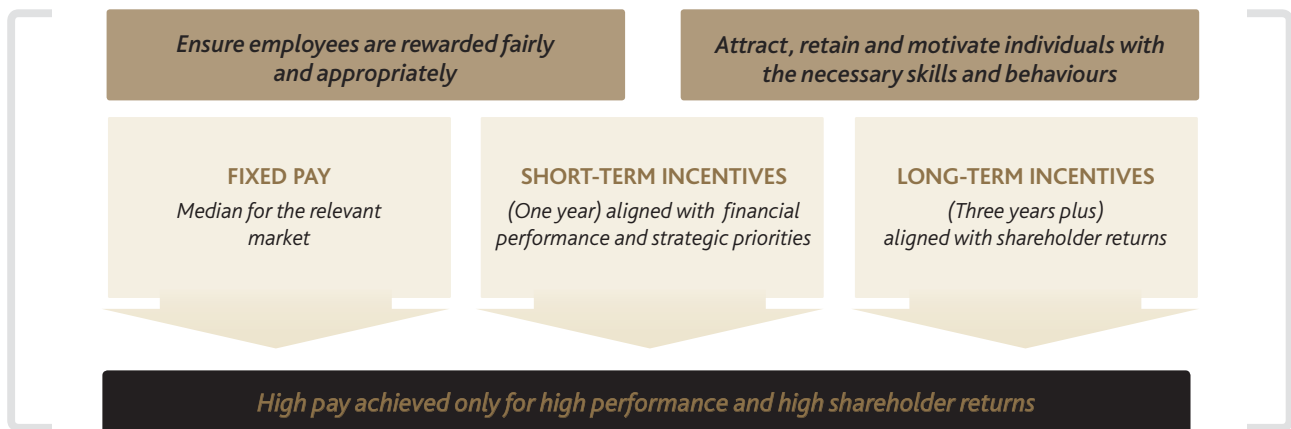 Ensure employees are rewarded fairly
and appropriately
Attract, retain and motivate individuals with
the necessary skills and behaviours
FIXED PAY
Median for the relevant
market
SHORT-TERM INCENTIVES
(One year) aligned with financial
performance and strategic priorities
LONG-TERM INCENTIVES
(Three years plus)
aligned with shareholder returns
High pay achieved only for high performance and high shareholder returns